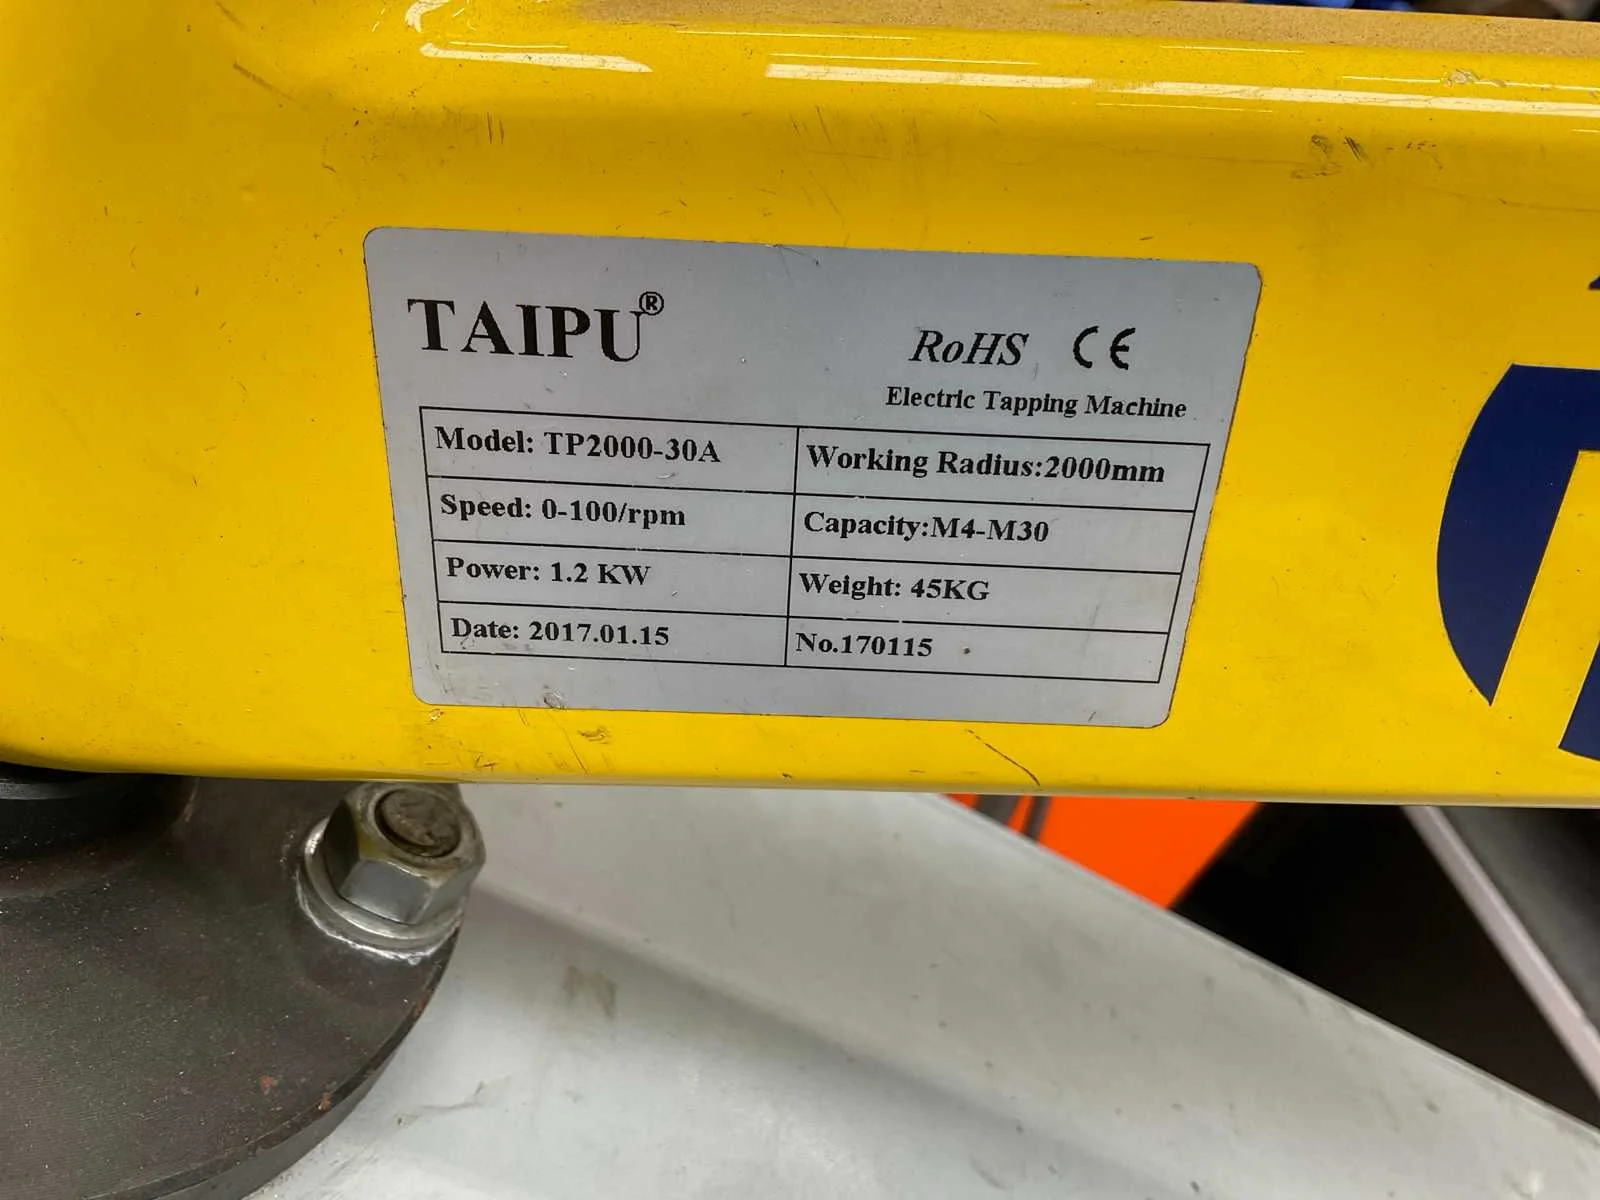 TAIPU®
RoHS CE
Electric Tapping Machine
Model: TP2000-30A
Working Radius:2000mm
Speed: 0-100/rpm
Capacity:M4-M30
Power: 1.2 KW
Weight: 45KG
Date: 2017.01.15
No.170115